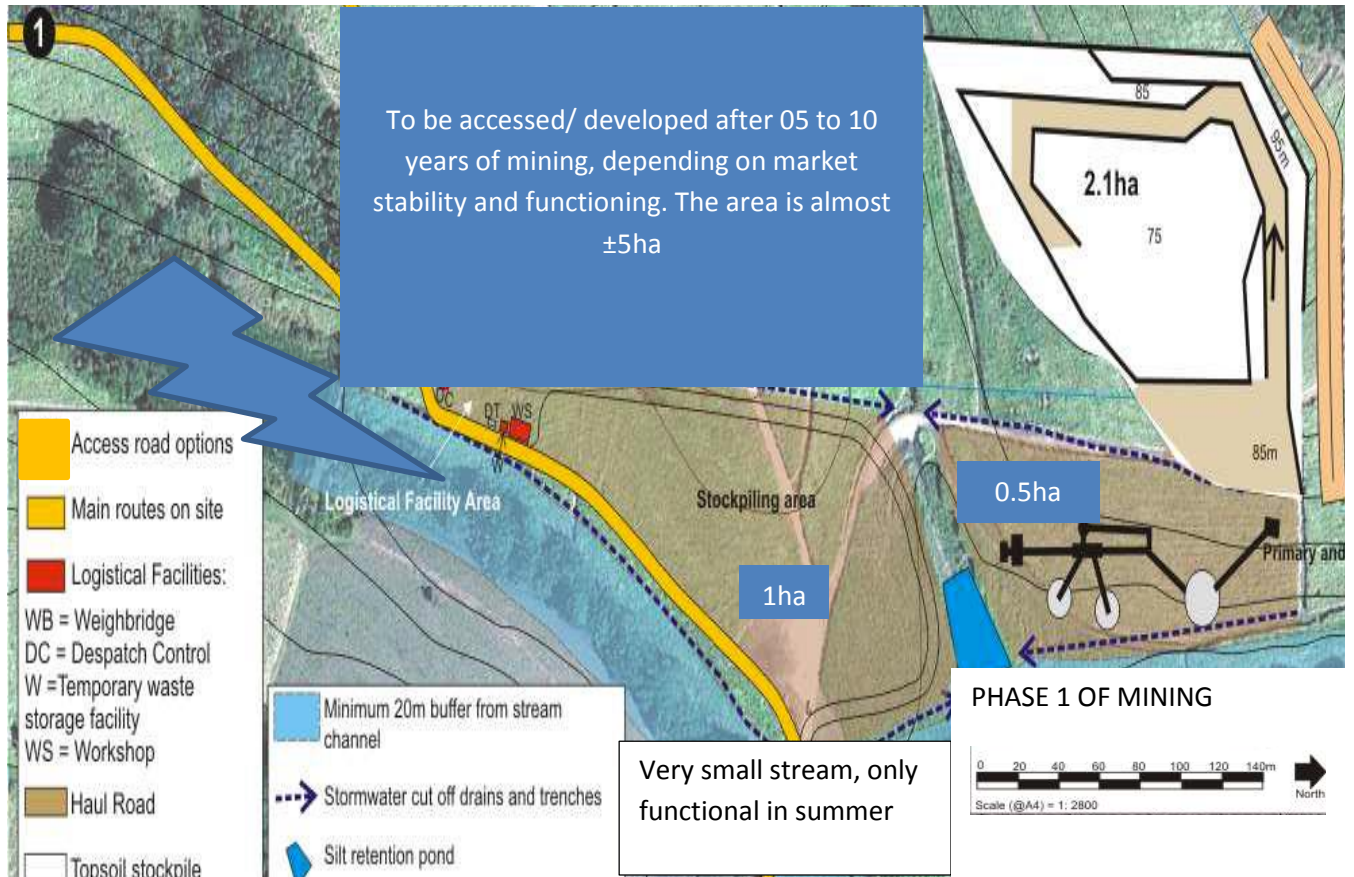 1
To be accessed/ developed after 05 to 10
years of mining, depending on market
stability and functioning. The area is almost
±5ha
85
95m
2.1ha
75
85m
DC
DT
WS
W
Logistical Facility Area
Stockpiling area
0.5ha
Primary and
1ha
Access road options
Main routes on site
Logistical Facilities:
WB = Weighbridge
DC = Despatch Control
W =Temporary waste
storage facility
WS = Workshop
Haul Road
Topsoil stockpile
Minimum 20m buffer from stream
channel
Stormwater cut off drains and trenches
Silt retention pond
Very small stream, only
functional in summer
PHASE 1 OF MINING
0 20 40 60 80 100 120 140m
Scale (@A4) = 1: 2800
North